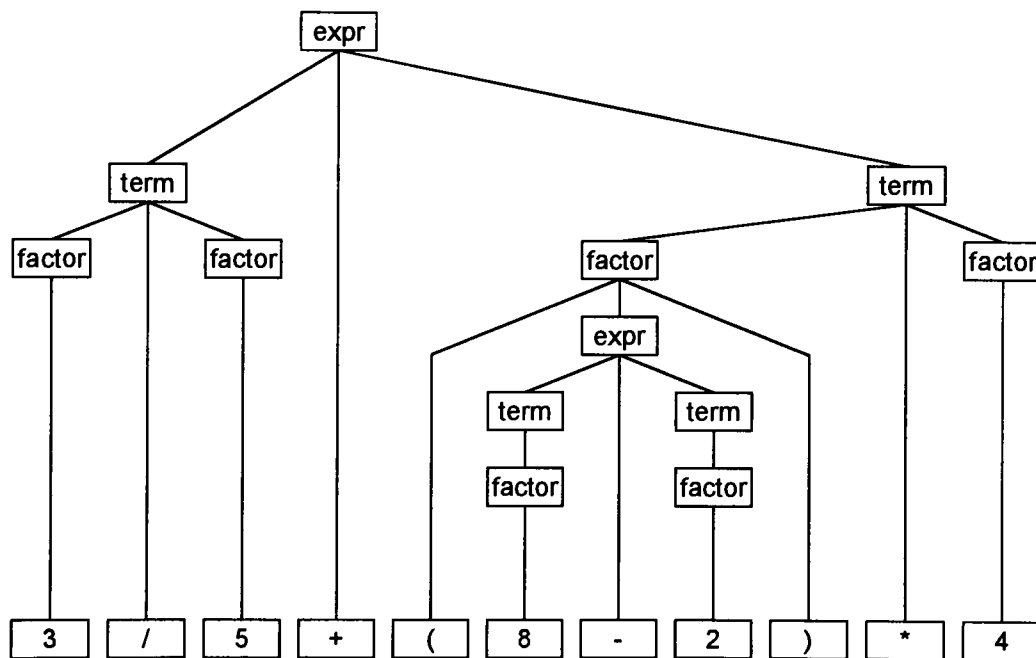 expr
term term
factor factor factor factor
expr
term term
factor factor
3 / 5 + ( 8 - 2 ) * 4